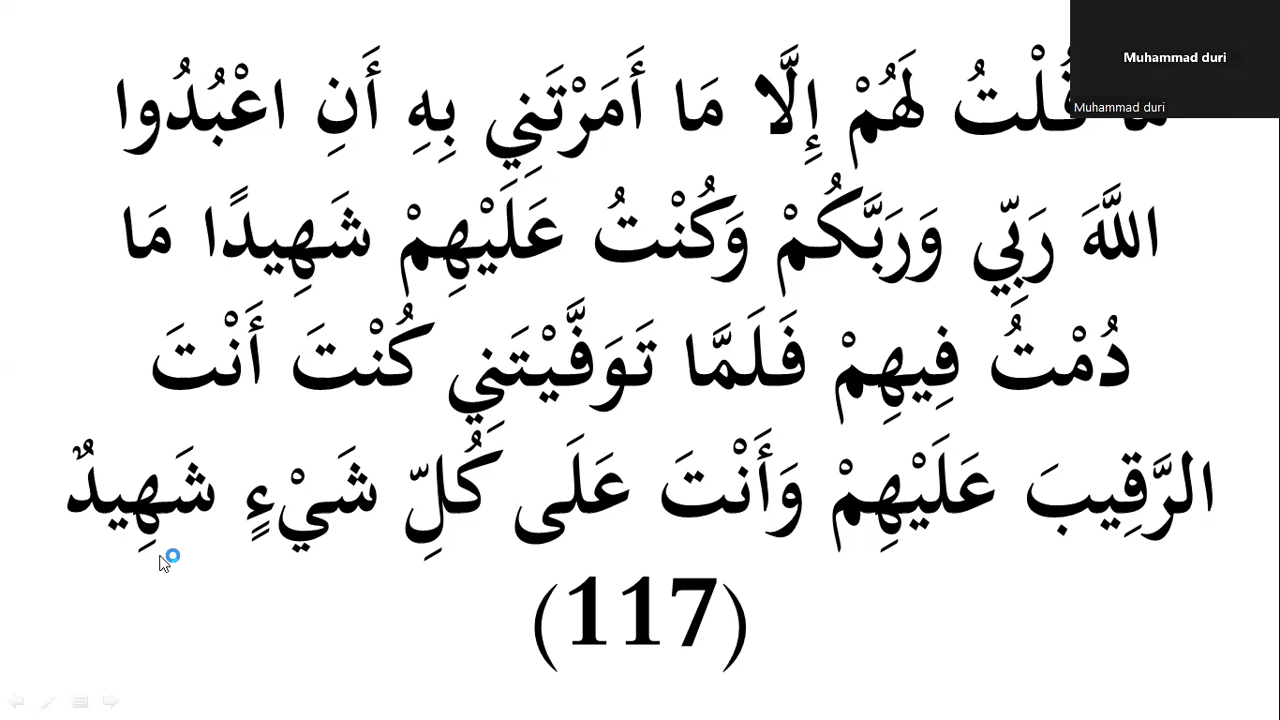 Muhammad duri
Muhammad duri
قُلْتُ لَهُمْ إِلَّا مَا أَمَرْتَنِي بِهِ أَنِ اعْبُدُوا
اللَّهَ رَبِّي وَرَبَّكُمْ وَكُنْتُ عَلَيْهِمْ شَهِيدًا مَا
دُمْتُ فِيهِمْ فَلَمَّا تَوَفَّيْتَنِي كُنْتَ أَنْتَ
الرَّقِيبَ عَلَيْهِمْ وَأَنْتَ عَلَى كُلِّ شَيْءٍ شَهِيدٌ
(117)